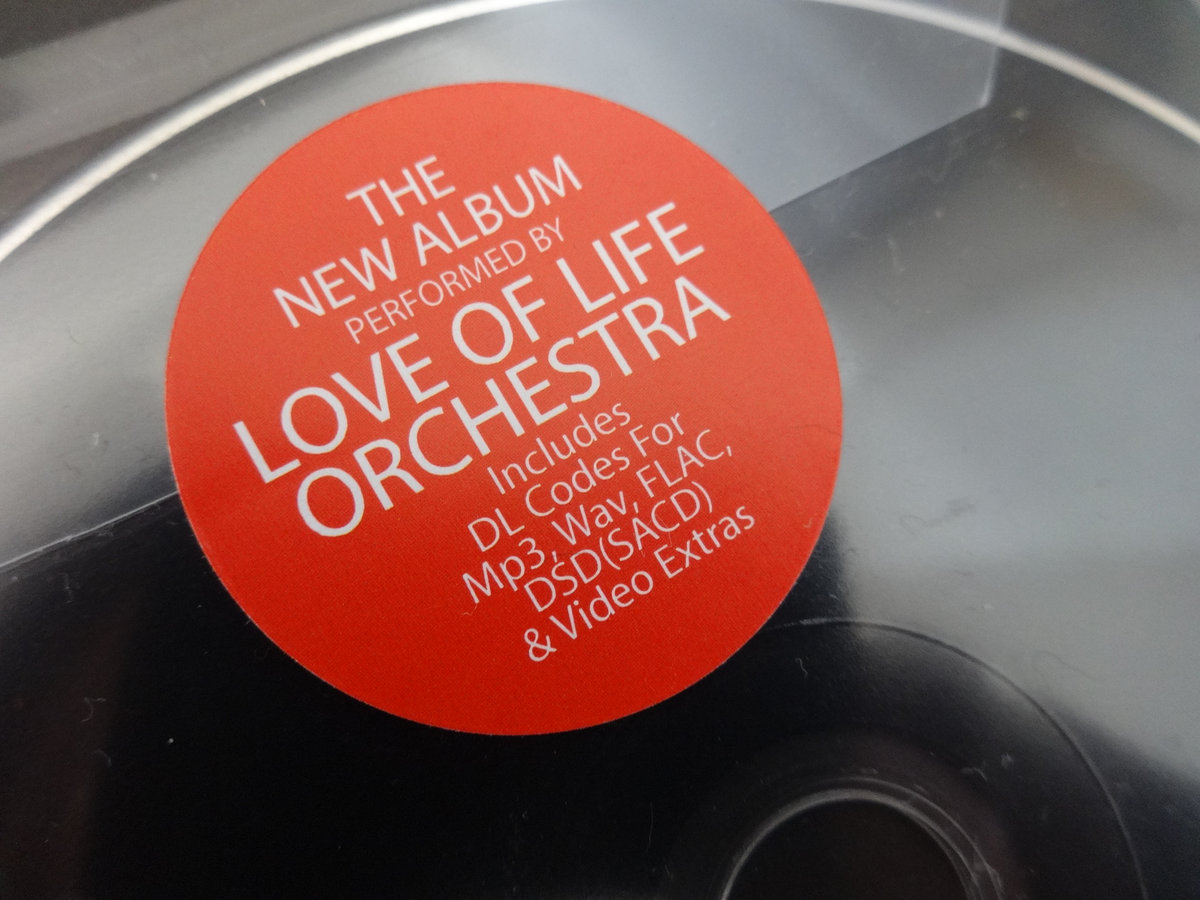 THE
NEW ALBUM
PERFORMED BY
LOVE OF LIFE
ORCHESTRA
Includes
DL Codes For
Mp3, Wav, FLAC,
DSD(SACD)
& Video Extras